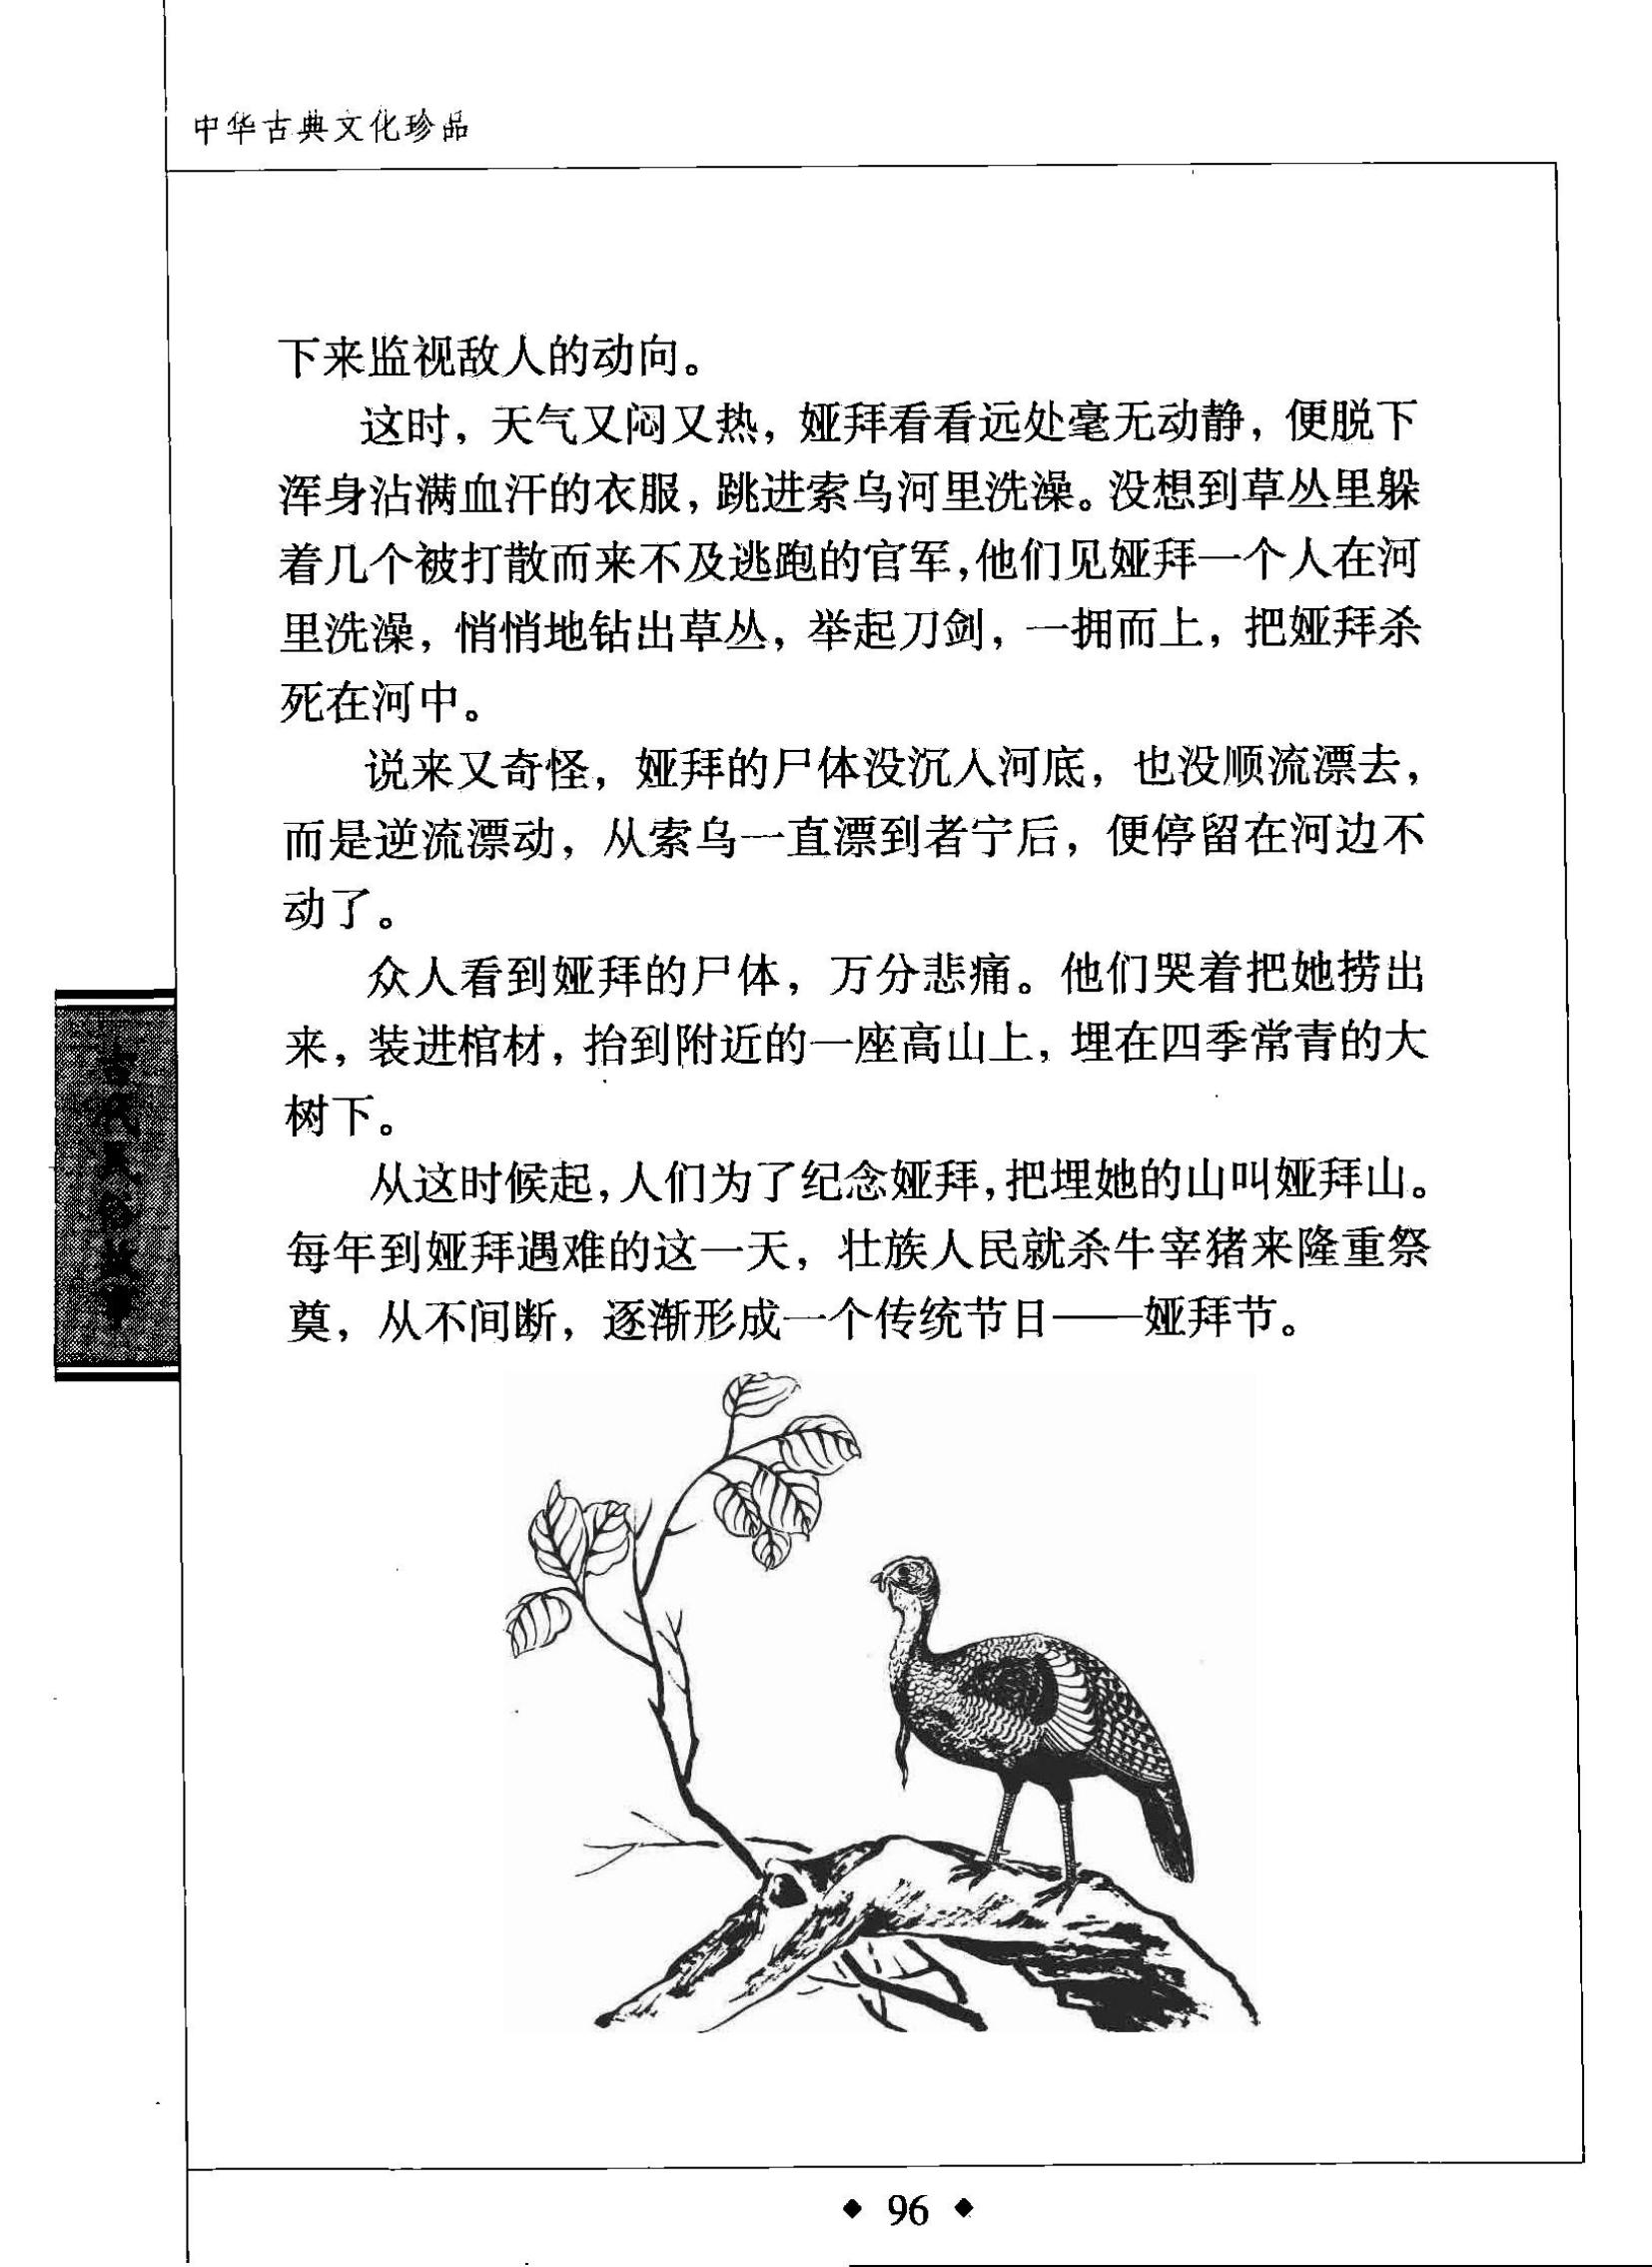 中华古典文化珍品
下来监视敌人的动向。
这时，天气又闷又热，娅拜看看远处毫无动静，便脱下
浑身沾满血汗的衣服，跳进索乌河里洗澡。没想到草丛里躲
着几个被打散而来不及逃跑的官军，他们见娅拜一个人在河
里洗澡，悄悄地钻出草丛，举起刀剑，一拥而上，把娅拜杀
死在河中。
说来又奇怪，娅拜的尸体没沉入河底，也没顺流漂去，
而是逆流漂动，从索乌一直漂到者宁后，便停留在河边不
动了。
众人看到娅拜的尸体，万分悲痛。他们哭着把她捞出
来，装进棺材，抬到附近的一座高山上，埋在四季常青的大
树下。
从这时候起，人们为了纪念娅拜，把埋她的山叫娅拜山。
每年到娅拜遇难的这一天，壮族人民就杀牛宰猪来隆重祭
奠，从不间断，逐渐形成一个传统节日——娅拜节。
古代民俗故事
◆ 96 ◆